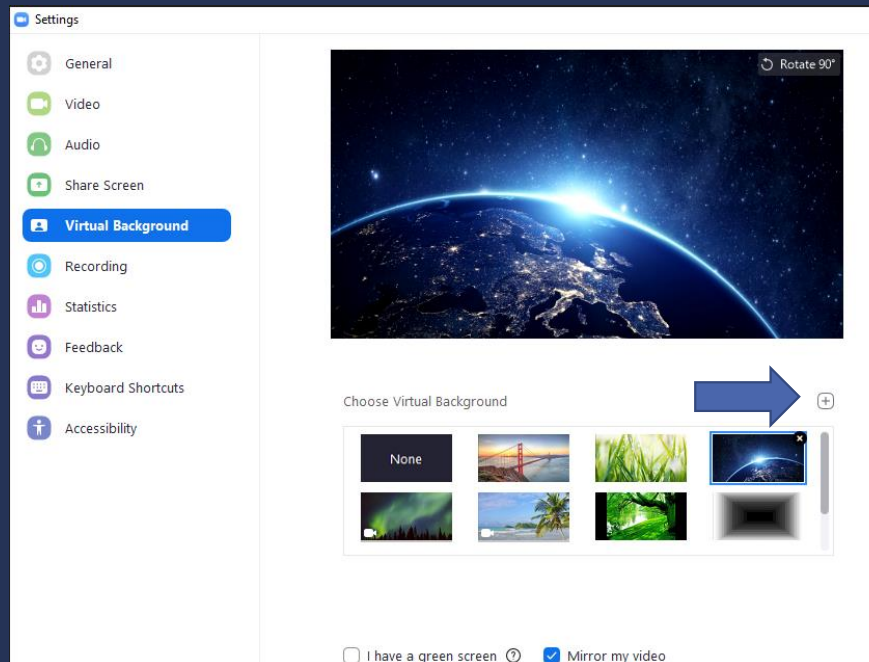 Settings
General
Video
Audio
Share Screen
Virtual Background
Recording
Statistics
Feedback
Keyboard Shortcuts
Accessibility
Rotate 90°
Choose Virtual Background
None
I have a green screen
Mirror my video